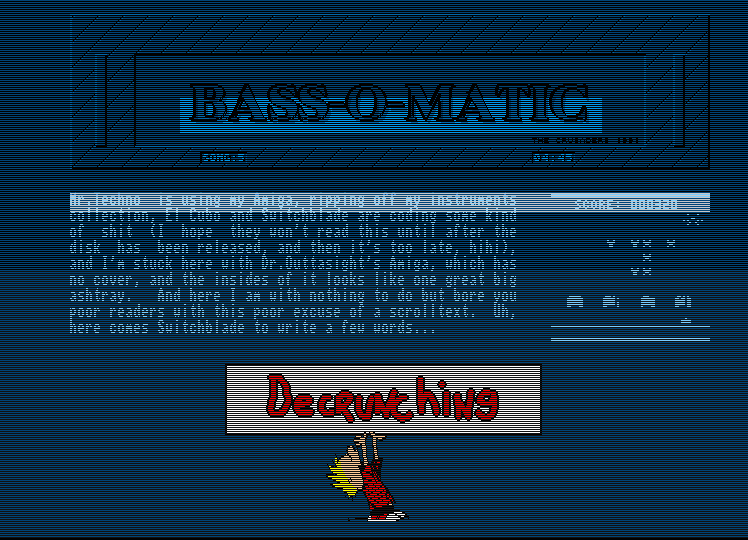 BASS-O-MATIC
THE CRUSADERS 1991
SONG:5 04:45
Mr.Techno is using my Amiga, ripping off my instruments
collection, El Cubo and Switchblade are coding some kind
of shit (I hope they won't read this until after the
disk has been released, and then it's too late, hihi),
and I'm stuck here with Dr.Outtasight's Amiga, which has
no cover, and the insides of it looks like one great big
ashtray. And here I am with nothing to do but bore you
poor readers with this poor excuse of a scrolltext. Uh,
here comes Switchblade to write a few words...
SCORE: 000320
Decrunching